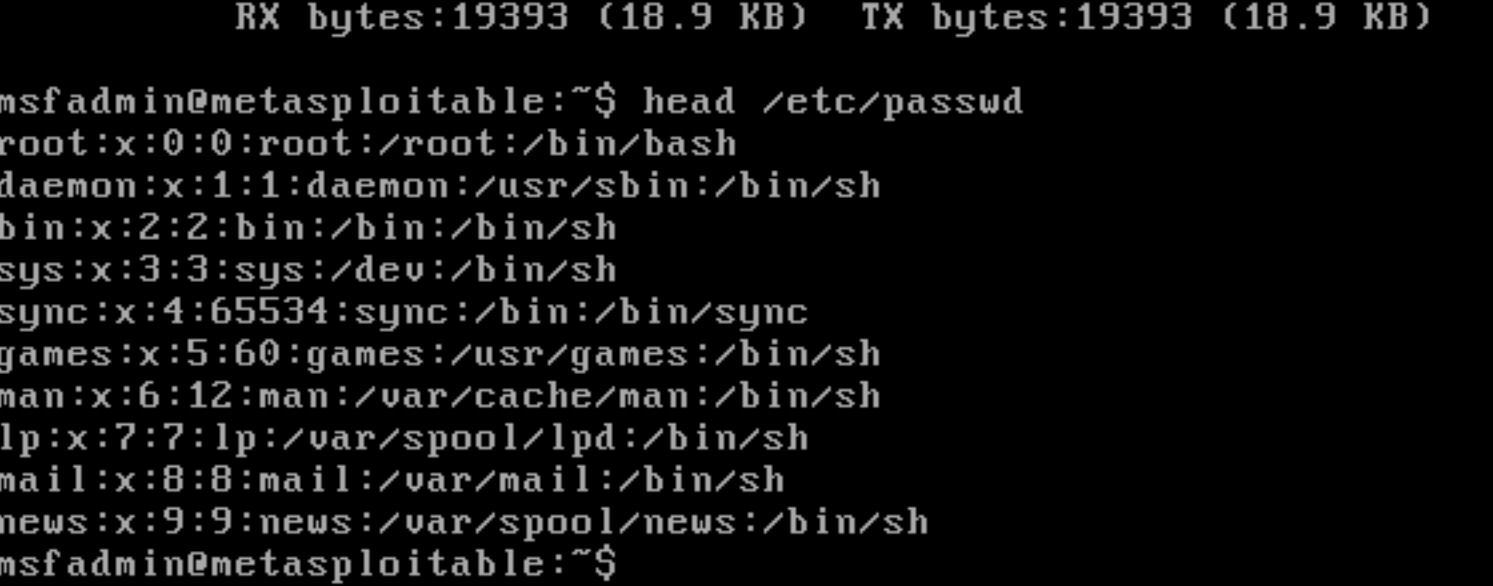 RX bytes:19393 (18.9 KB)  TX bytes:19393 (18.9 KB)
msfadmin@metasploitable:~$ head /etc/passwd
root:x:0:0:root:/root:/bin/bash
daemon:x:1:1:daemon:/usr/sbin:/bin/sh
bin:x:2:2:bin:/bin:/bin/sh
sys:x:3:3:sys:/dev:/bin/sh
sync:x:4:65534:sync:/bin:/bin/sync
games:x:5:60:games:/usr/games:/bin/sh
man:x:6:12:man:/var/cache/man:/bin/sh
lp:x:7:7:lp:/var/spool/lpd:/bin/sh
mail:x:8:8:mail:/var/mail:/bin/sh
news:x:9:9:news:/var/spool/news:/bin/sh
msfadmin@metasploitable:~$